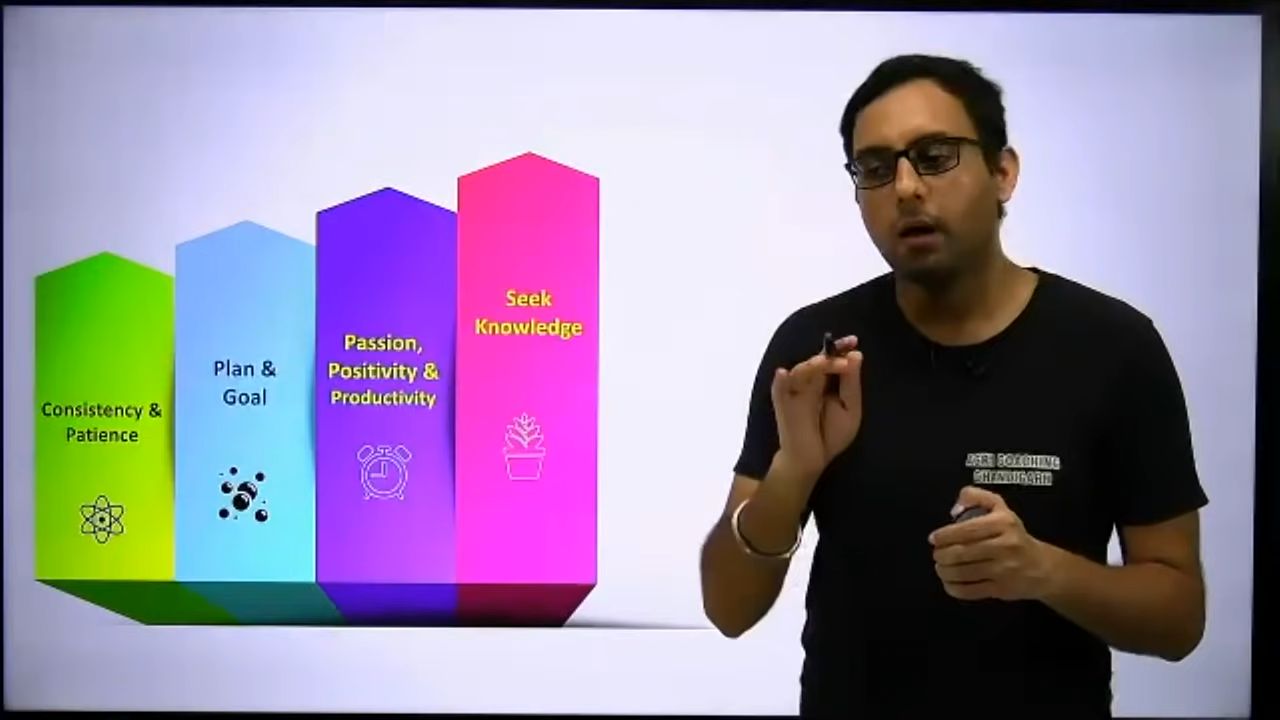 Consistency &
Patience
Plan &
Goal
Passion,
Positivity &
Productivity
Seek
Knowledge
AGRI COACHING
CHANDIGARH